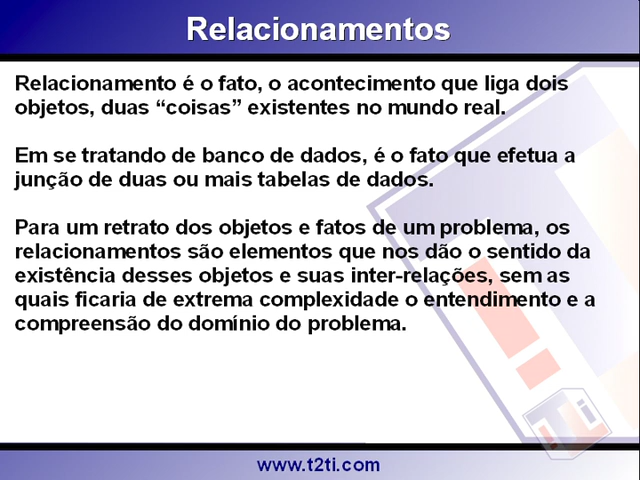 Relacionamentos
Relacionamento é o fato, o acontecimento que liga dois
objetos, duas “coisas” existentes no mundo real.
Em se tratando de banco de dados, é o fato que efetua a
junção de duas ou mais tabelas de dados.
Para um retrato dos objetos e fatos de um problema, os
relacionamentos são elementos que nos dão o sentido da
existência desses objetos e suas inter-relações, sem as
quais ficaria de extrema complexidade o entendimento e a
compreensão do domínio do problema.
www.t2ti.com